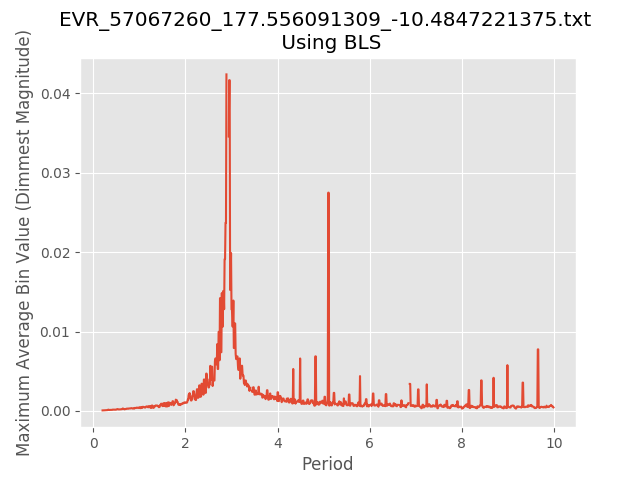 EVR_57067260_177.556091309_-10.4847221375.txt
Using BLS
Maximum Average Bin Value (Dimmest Magnitude)
0.04
0.03
0.02
0.01
0.00
0 2 4 6 8 10
Period